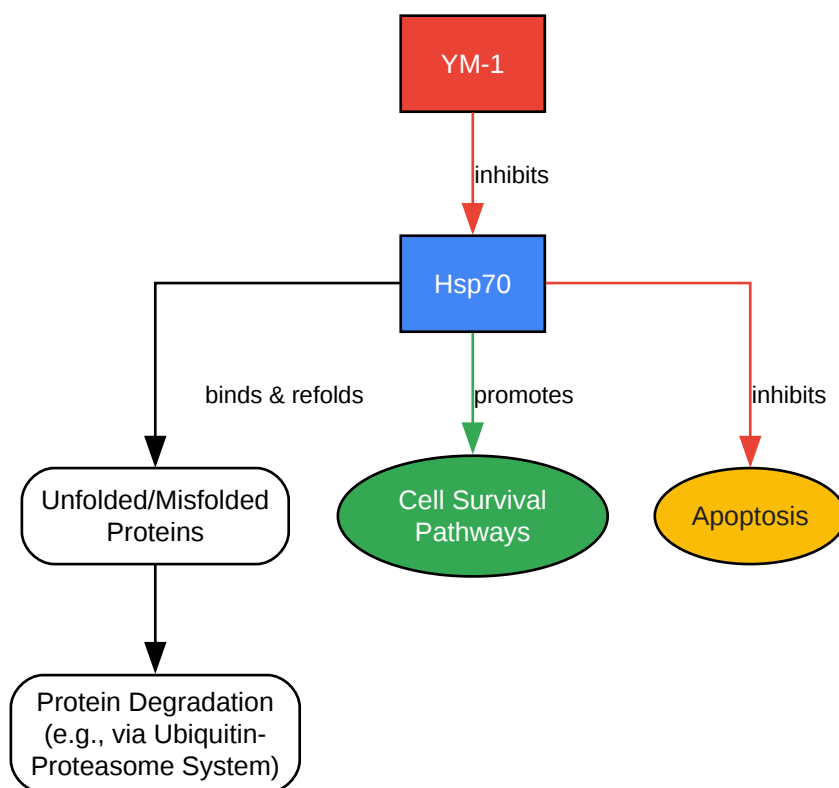 YM-1
inhibits
Hsp70
binds & refolds
promotes
inhibits
Unfolded/Misfolded
Proteins
Cell Survival
Pathways
Apoptosis
Protein Degradation
(e.g., via Ubiquitin-
Proteasome System)